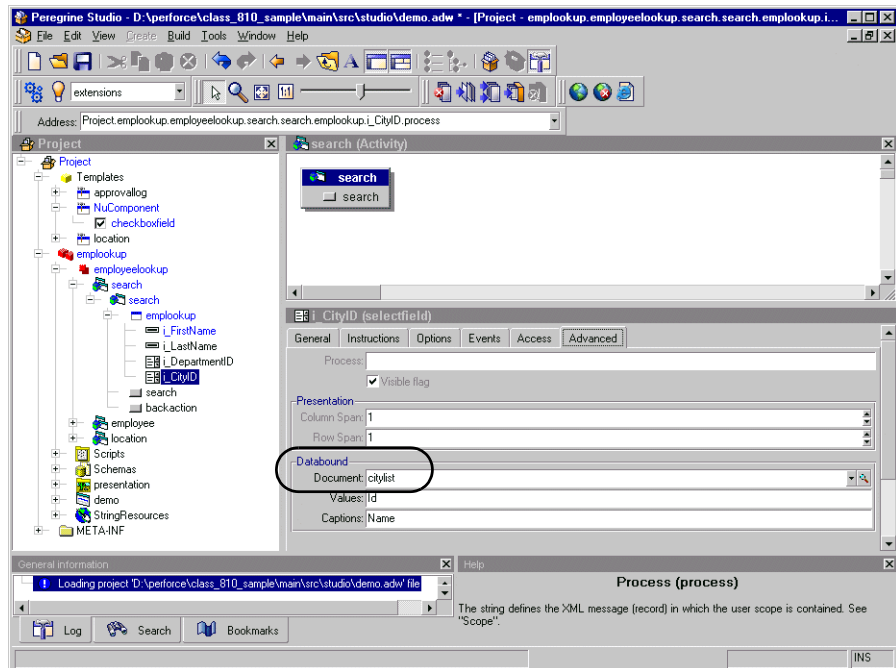 Peregrine Studio - D:\perforce\class_810_sample\main\src\studio\demo.adw * - [Project - emplookup.employeelookup.search.search.emplookup.i...
File Edit View Create Build Tools Window Help
extensions
Address: Project.emplookup.employeelookup.search.search.emplookup.i_CityID.process
Project
Project
Templates
approvallog
NuComponent
checkboxfield
location
emplookup
employeelookup
search
search
emplookup
i_FirstName
i_LastName
i_DepartmentID
i_CityID
search
backaction
employee
location
Scripts
Schemas
presentation
demo
StringResources
META-INF
search (Activity)
search
search
i_CityID (selectfield)
General Instructions Options Events Access Advanced
Process:
Visible flag
Presentation
Column Span: 1
Row Span: 1
Databound
Document: citylist
Values: Id
Captions: Name
General information
! Loading project 'D:\perforce\class_810_sample\main\src\studio\demo.adw' file
Log Search Bookmarks
Help
Process (process)
The string defines the XML message (record) in which the user scope is contained. See
"Scope".
INS